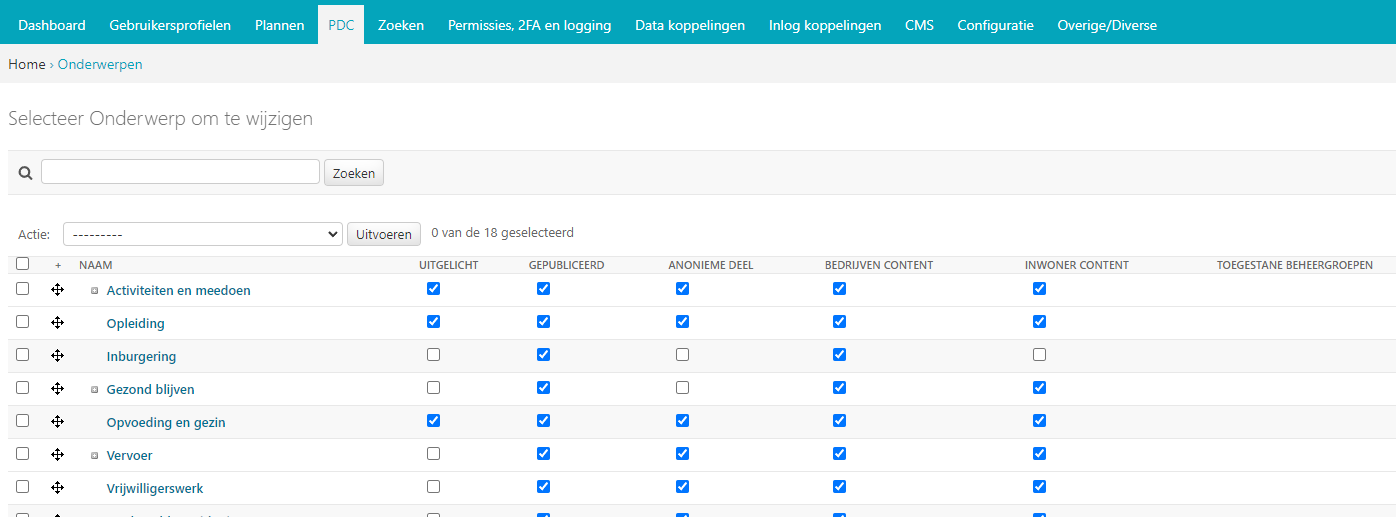 Dashboard Gebruikersprofielen Plannen PDC Zoeken Permissies, 2FA en logging Data koppelingen Inlog koppelingen CMS Configuratie Overige/Diverse
Home › Onderwerpen
Selecteer Onderwerp om te wijzigen
Zoeken
Actie: --------- Uitvoeren 0 van de 18 geselecteerd
+ NAAM UITGELICHT GEPUBLICEERD ANONIEME DEEL BEDRIJVEN CONTENT INWONER CONTENT TOEGESTANE BEHEERGROEPEN
Activiteiten en meedoen
Opleiding
Inburgering
Gezond blijven
Opvoeding en gezin
Vervoer
Vrijwilligerswerk